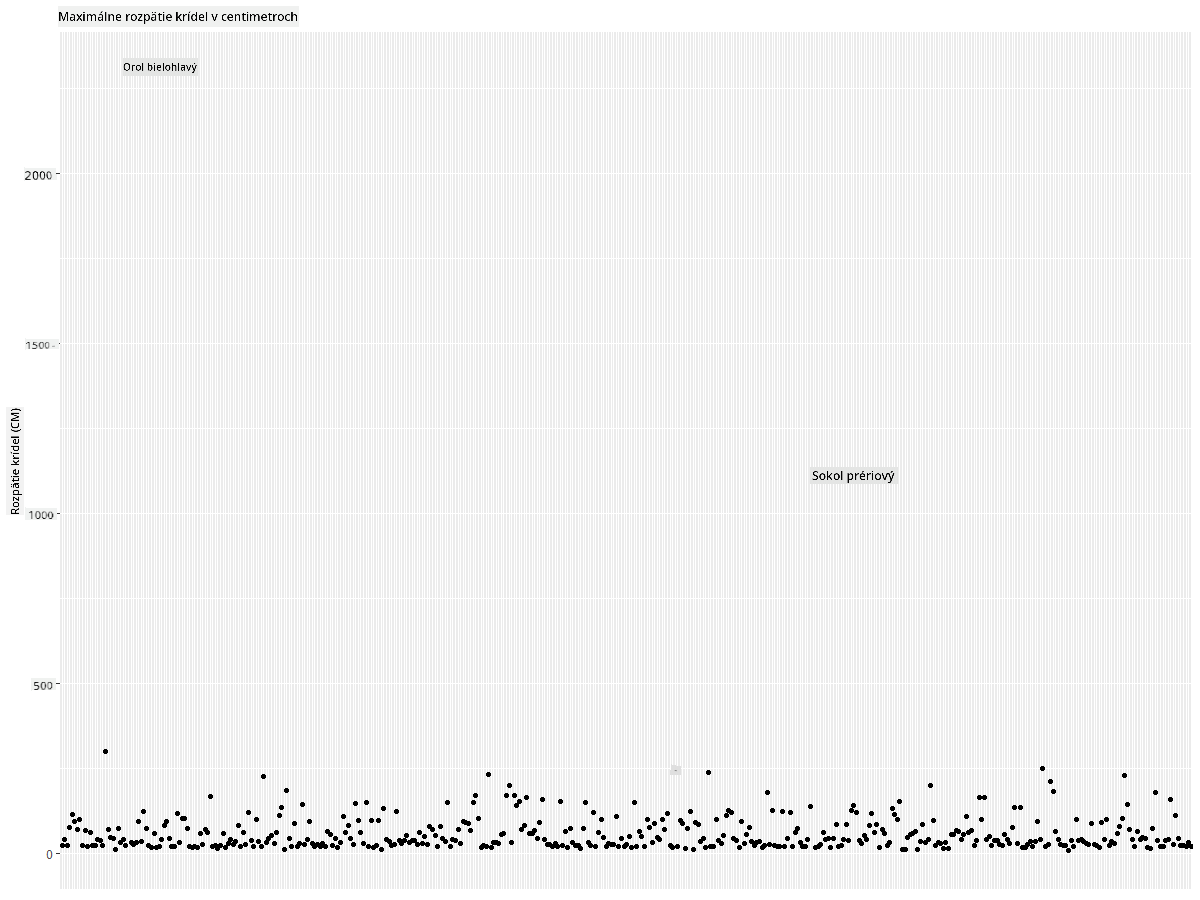 Maximálne rozpätie krídel v centimetroch
Orol bielohlavý
2000
1500
Sokol prériový
Rozpätie krídel (CM)
1000
500
0